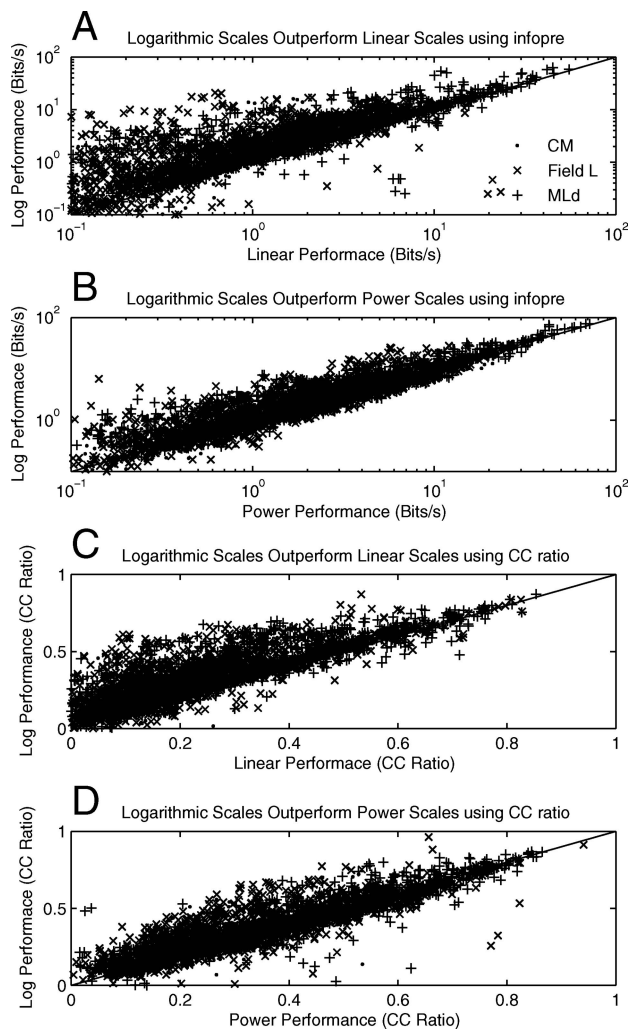 A
Logarithmic Scales Outperform Linear Scales using infopre
Log Performance (Bits/s)
10^2
10^1
10^0
10^-1
CM
Field L
MLd
10^-1 10^0 10^1 10^2
Linear Performace (Bits/s)
B
Logarithmic Scales Outperform Power Scales using infopre
Log Performance (Bits/s)
10^2
10^0
10^-1 10^0 10^1 10^2
Power Performance (Bits/s)
C
Logarithmic Scales Outperform Linear Scales using CC ratio
Log Performance (CC Ratio)
1
0.5
0
0 0.2 0.4 0.6 0.8 1
Linear Performace (CC Ratio)
D
Logarithmic Scales Outperform Power Scales using CC ratio
Log Performance (CC Ratio)
1
0.5
0
0 0.2 0.4 0.6 0.8 1
Power Performance (CC Ratio)